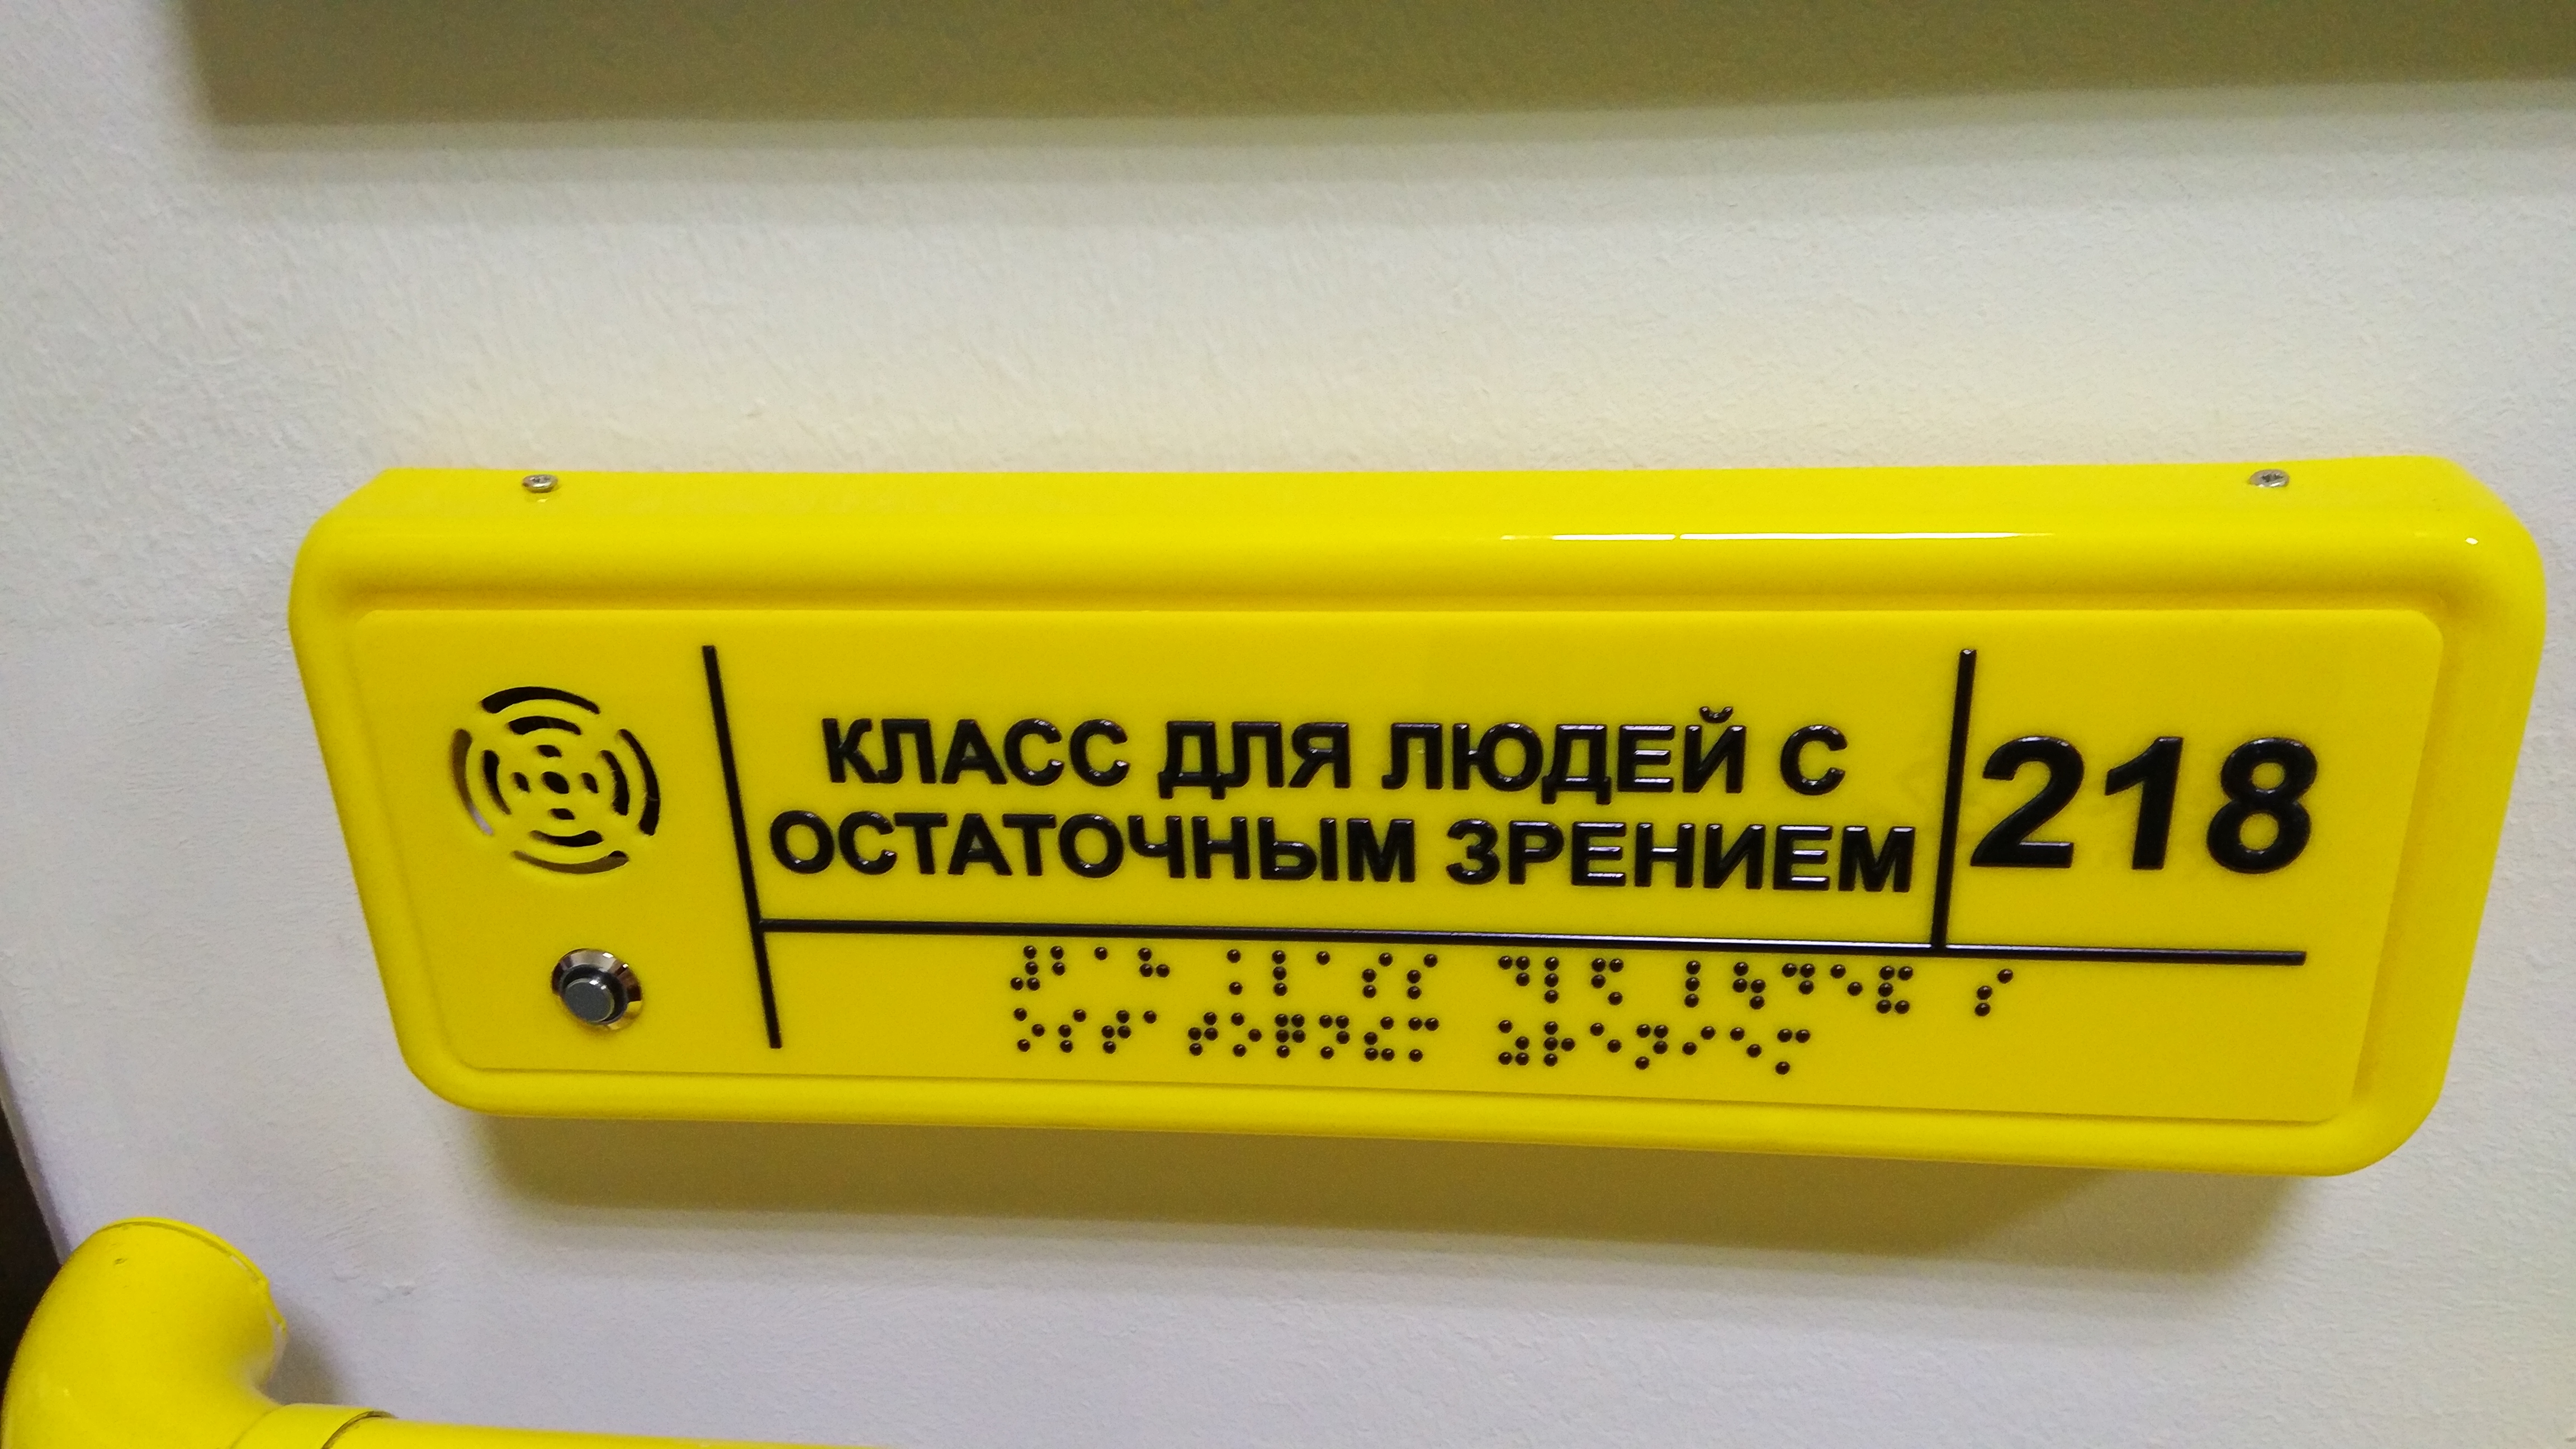 КЛАСС ДЛЯ ЛЮДЕЙ С
ОСТАТОЧНЫМ ЗРЕНИЕМ
218
⠼⠃⠁⠓ ⠅⠇⠁⠎⠎ ⠙⠇⠫ ⠇⠳⠙⠑⠯ ⠎
⠕⠎⠞⠁⠞⠕⠟⠝⠮⠍ ⠵⠗⠑⠝⠊⠑⠍